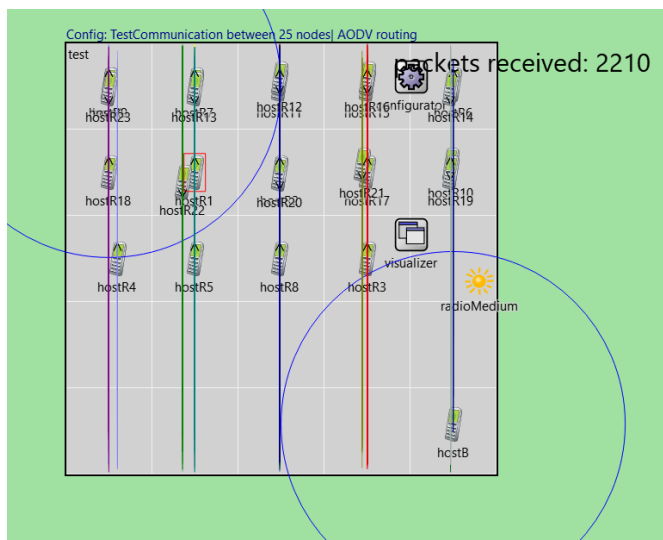 Config: TestCommunication between 25 nodes| AODV routing
test
packets received: 2210
hostR12
hostR16
configurator
hostR23
hostR13
hostR14
hostR18
hostR1
hostR20
hostR21
hostR17
hostR10
hostR19
hostR22
visualizer
hostR4
hostR5
hostR8
hostR3
radioMedium
hostB